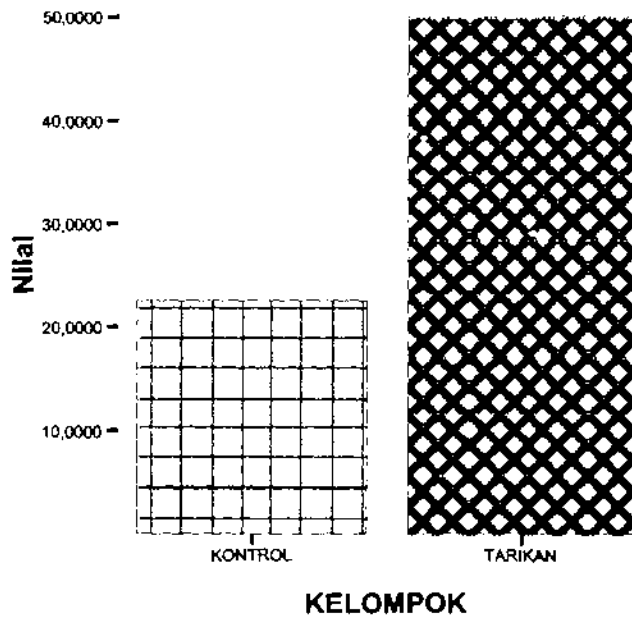 50,0000
40,0000
30,0000
20,0000
10,0000
Nilai
KONTROL
TARIKAN
KELOMPOK